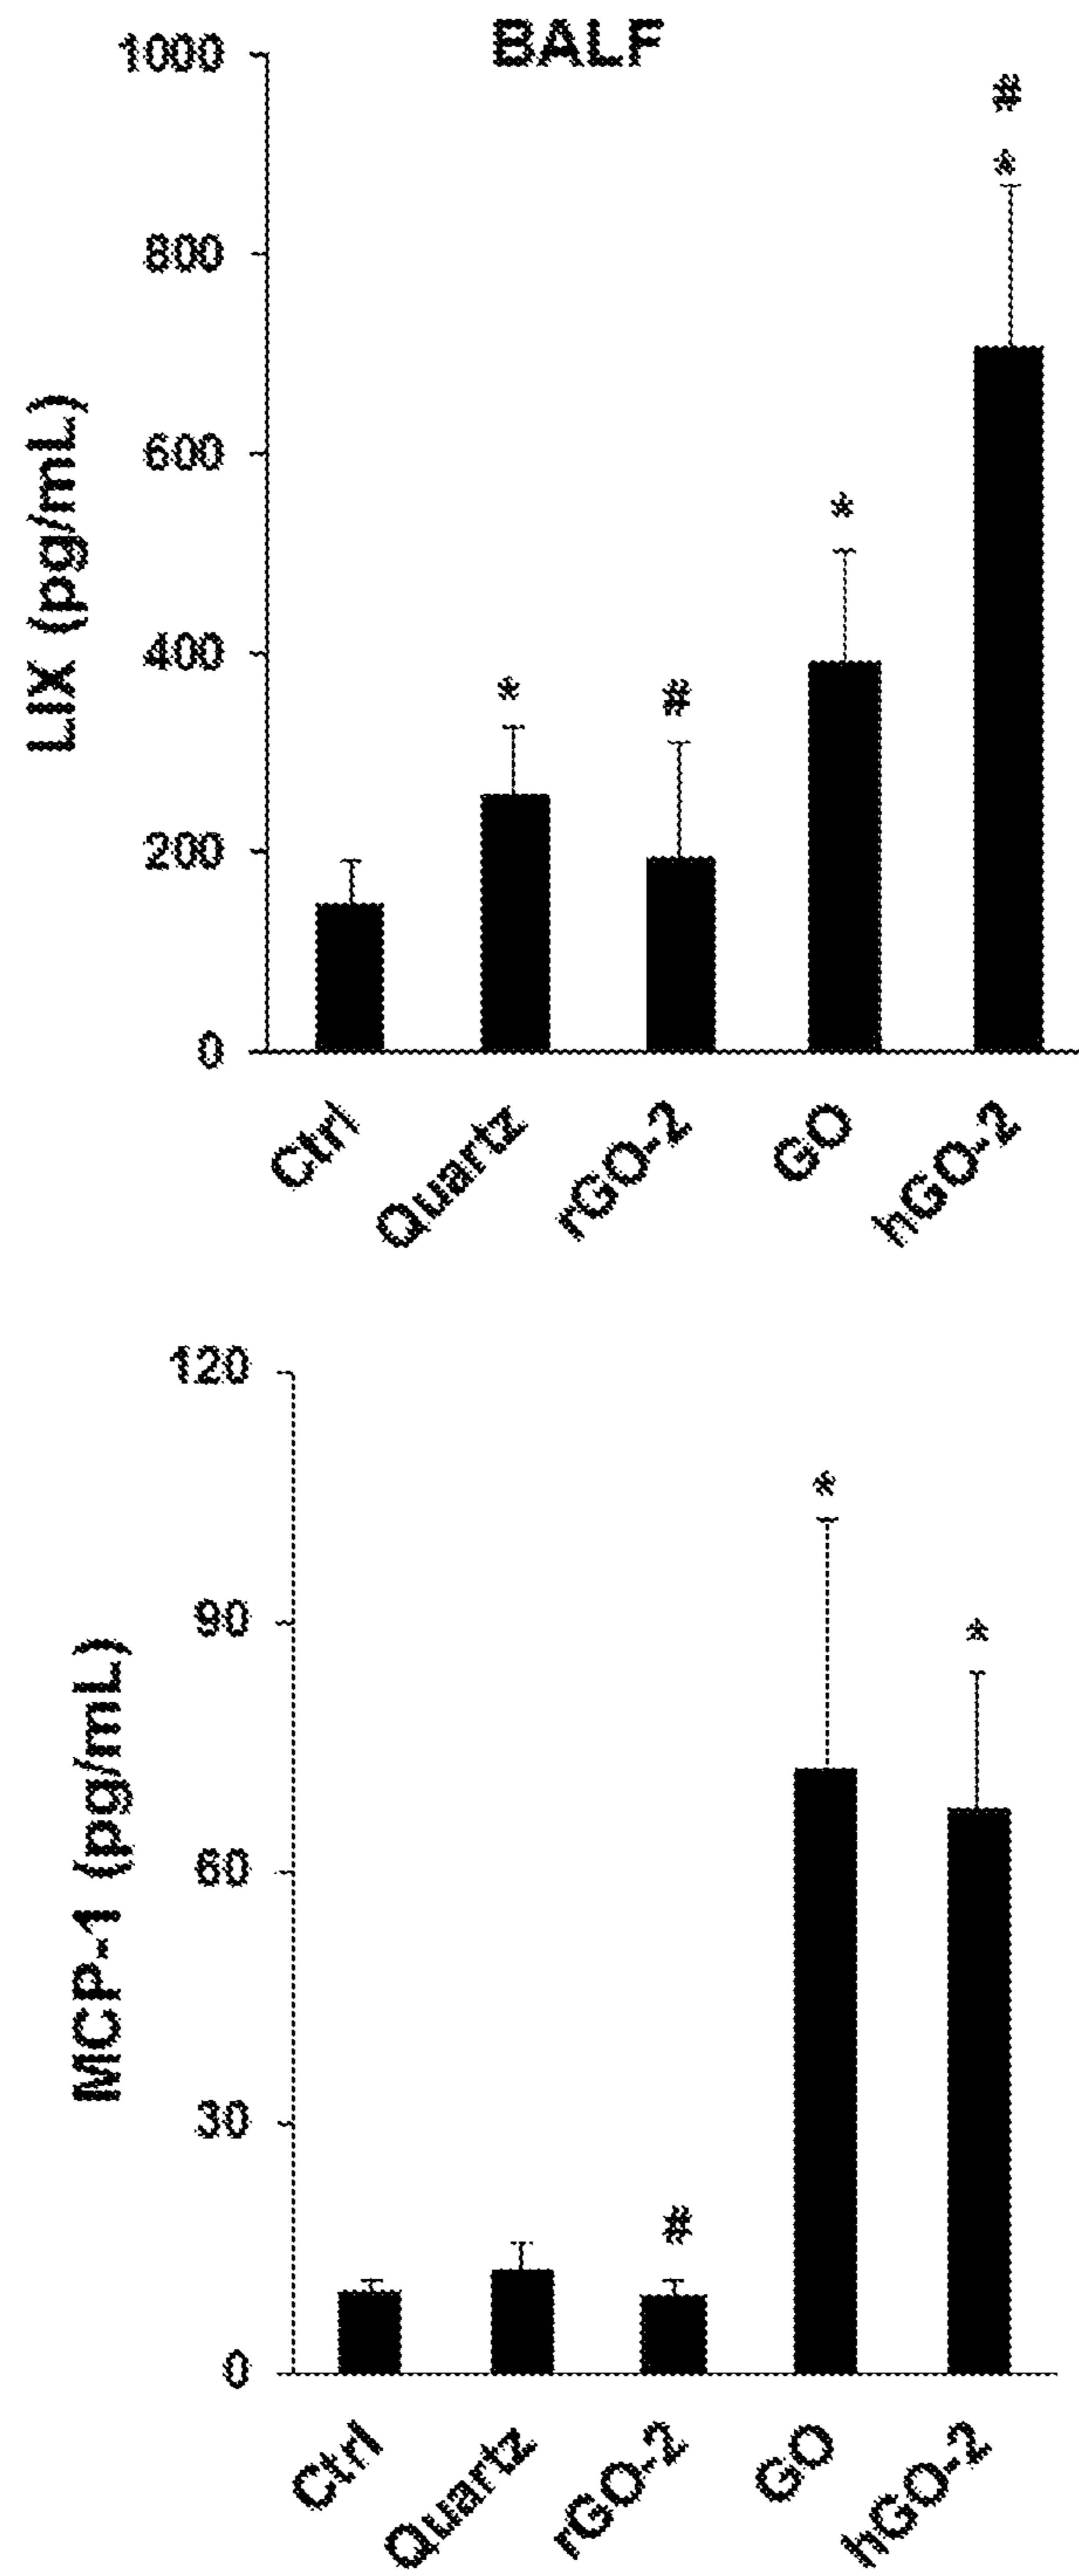 BALF
1000
800
600
400
200
0
LIX (pg/mL)
*
#
*
#
*
Ctrl
Quartz
rGO-2
GO
hGO-2
120
90
60
30
0
MCP-1 (pg/mL)
#
*
*
Ctrl
Quartz
rGO-2
GO
hGO-2